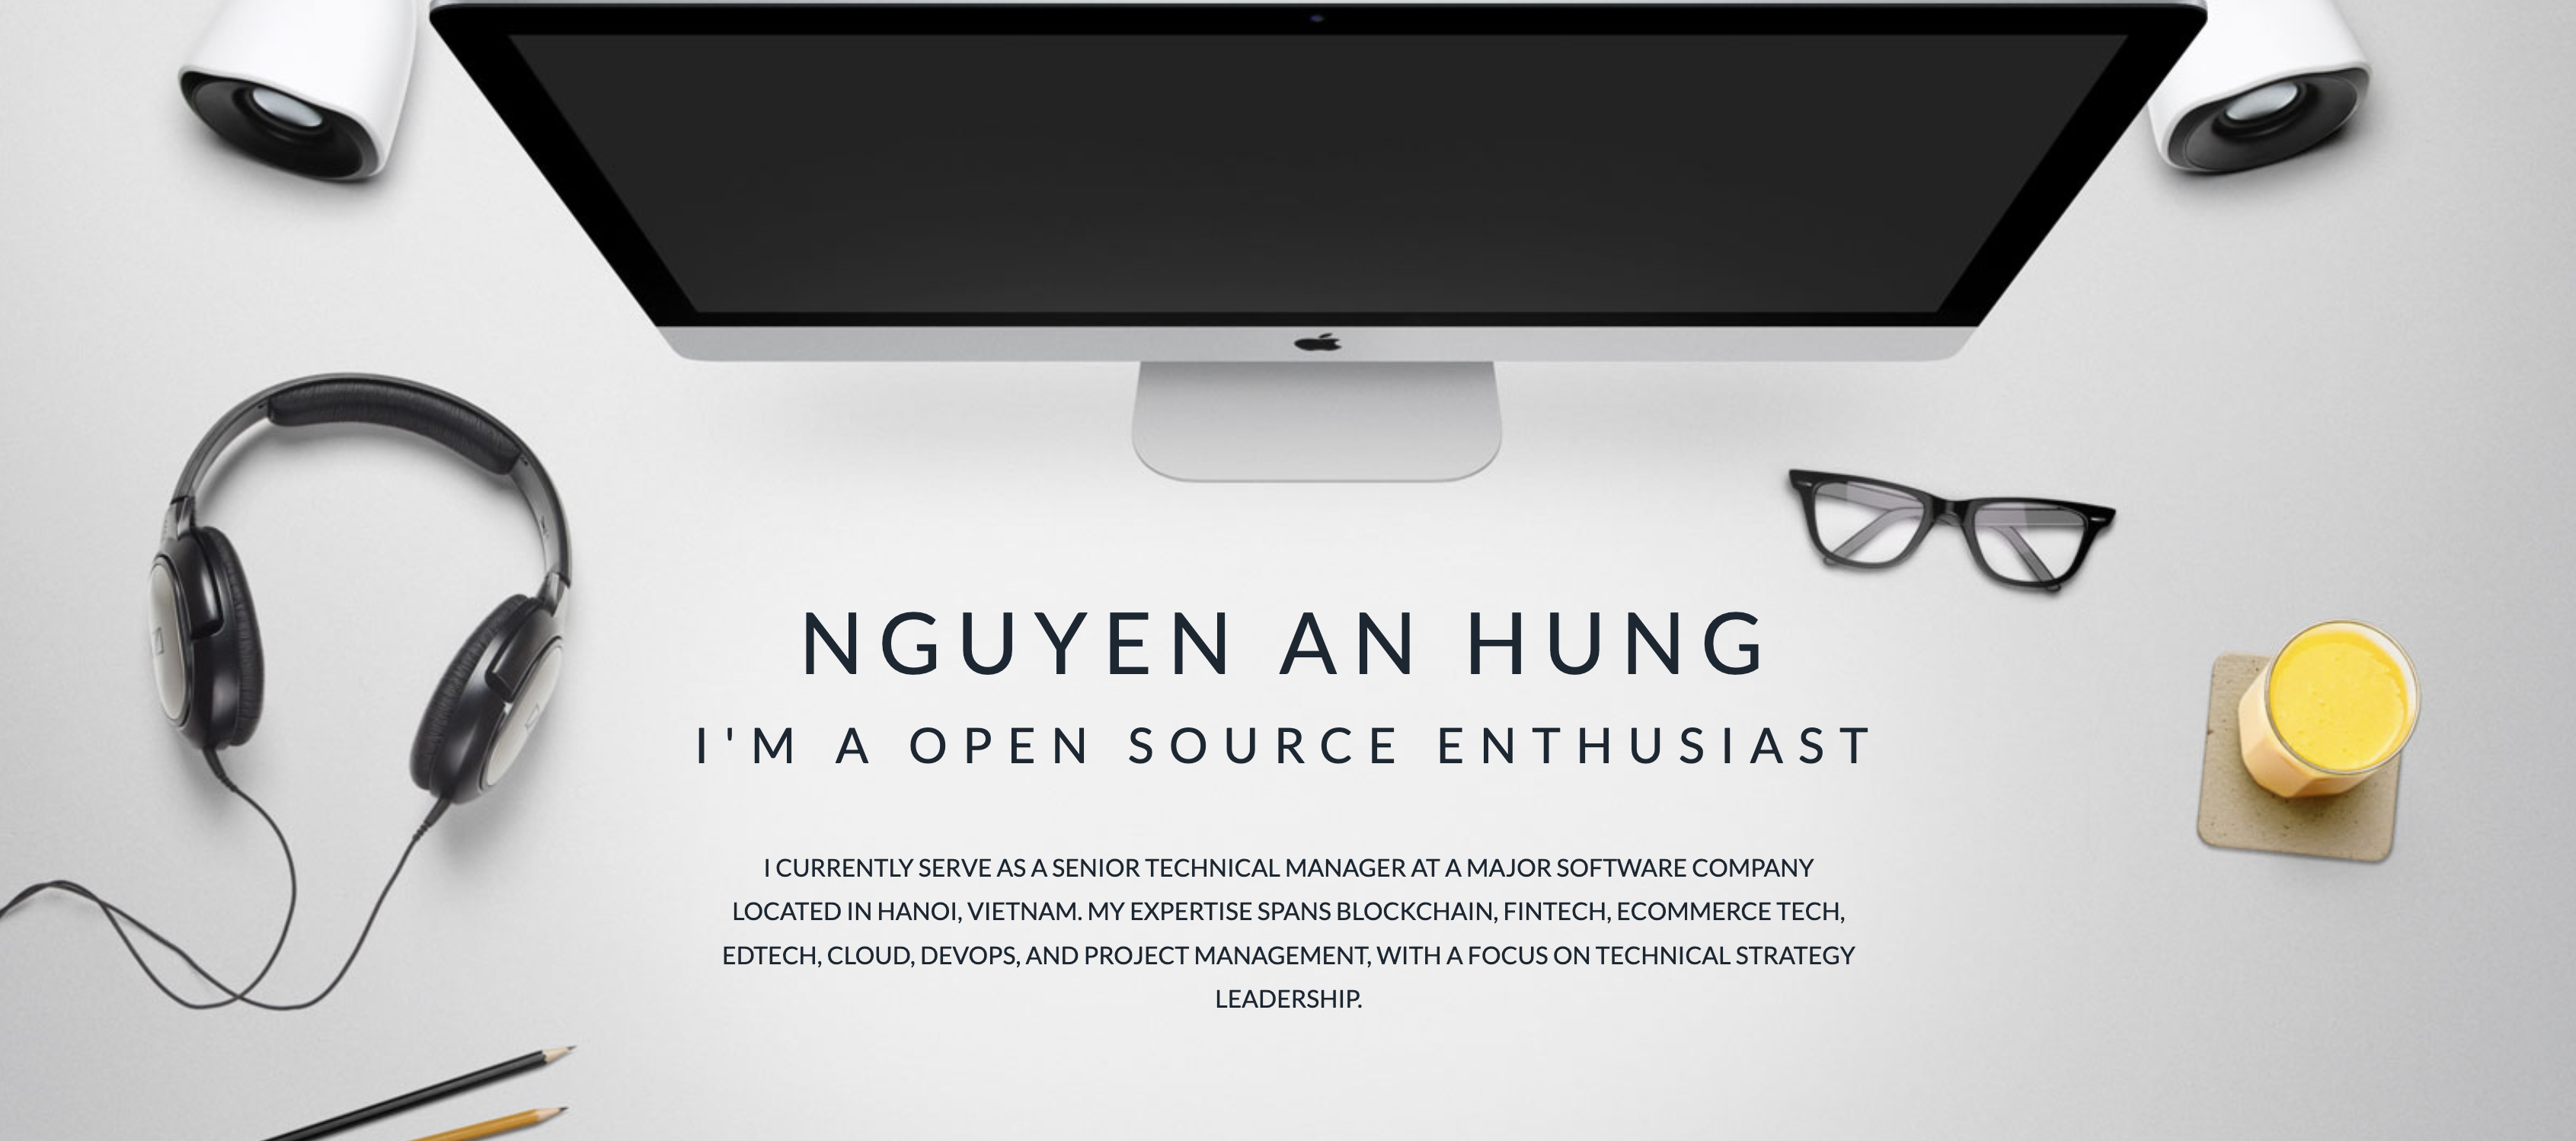 NGUYEN AN HUNG
I'M A OPEN SOURCE ENTHUSIAST
I CURRENTLY SERVE AS A SENIOR TECHNICAL MANAGER AT A MAJOR SOFTWARE COMPANY
LOCATED IN HANOI, VIETNAM. MY EXPERTISE SPANS BLOCKCHAIN, FINTECH, ECOMMERCE TECH,
EDTECH, CLOUD, DEVOPS, AND PROJECT MANAGEMENT, WITH A FOCUS ON TECHNICAL STRATEGY
LEADERSHIP.